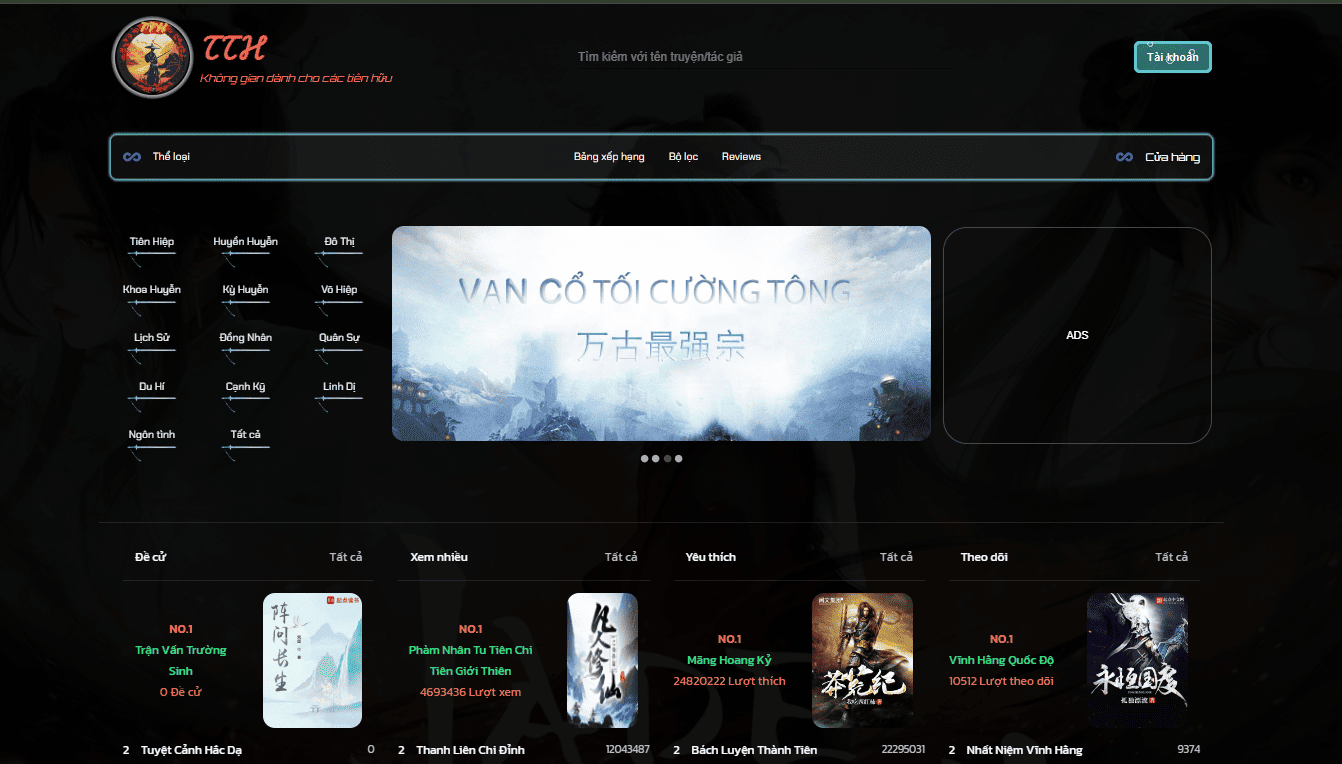 TTH
Không gian dành cho các tiên hữu
Tìm kiếm với tên truyện/tác giả
Tài khoản
Thể loại
Bảng xếp hạng
Bộ lọc
Reviews
Cửa hàng
Tiên Hiệp
Huyền Huyễn
Đô Thị
Khoa Huyễn
Kỳ Huyễn
Võ Hiệp
Lịch Sử
Đồng Nhân
Quân Sự
Du Hí
Cạnh Kỹ
Linh Dị
Ngôn tình
Tất cả
VẠN CỔ TỐI CƯỜNG TÔNG
万古最强宗
ADS
Đề cử
Tất cả
NO.1
Trận Vấn Trường
Sinh
0 Đề cử
阵问长生
2 Tuyệt Cảnh Hắc Dạ 0
Xem nhiều
Tất cả
NO.1
Phàm Nhân Tu Tiên Chi
Tiên Giới Thiên
4693436 Lượt xem
凡人修仙
2 Thanh Liên Chi Đỉnh 12043487
Yêu thích
Tất cả
NO.1
Mãng Hoang Kỷ
24820222 Lượt thích
莽荒纪
2 Bách Luyện Thành Tiên 22295031
Theo dõi
Tất cả
NO.1
Vĩnh Hằng Quốc Độ
10512 Lượt theo dõi
永恒国度
孤独漂流
2 Nhất Niệm Vĩnh Hằng 9374